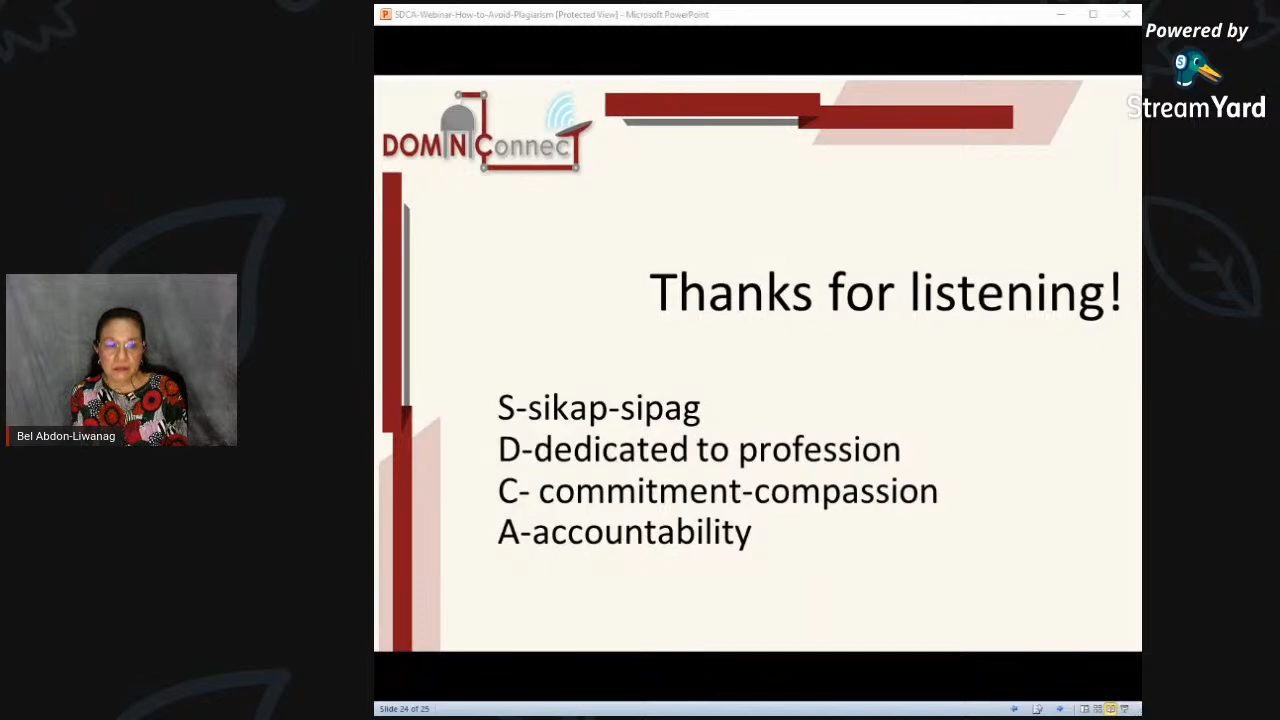 SDCA-Webinar-How-to-Avoid-Plagiarism [Protected View] - Microsoft PowerPoint
Powered by
StreamYard
DOMINConnecT
Thanks for listening!
S-sikap-sipag
D-dedicated to profession
C- commitment-compassion
A-accountability
Bel Abdon-Liwanag
Slide 24 of 25